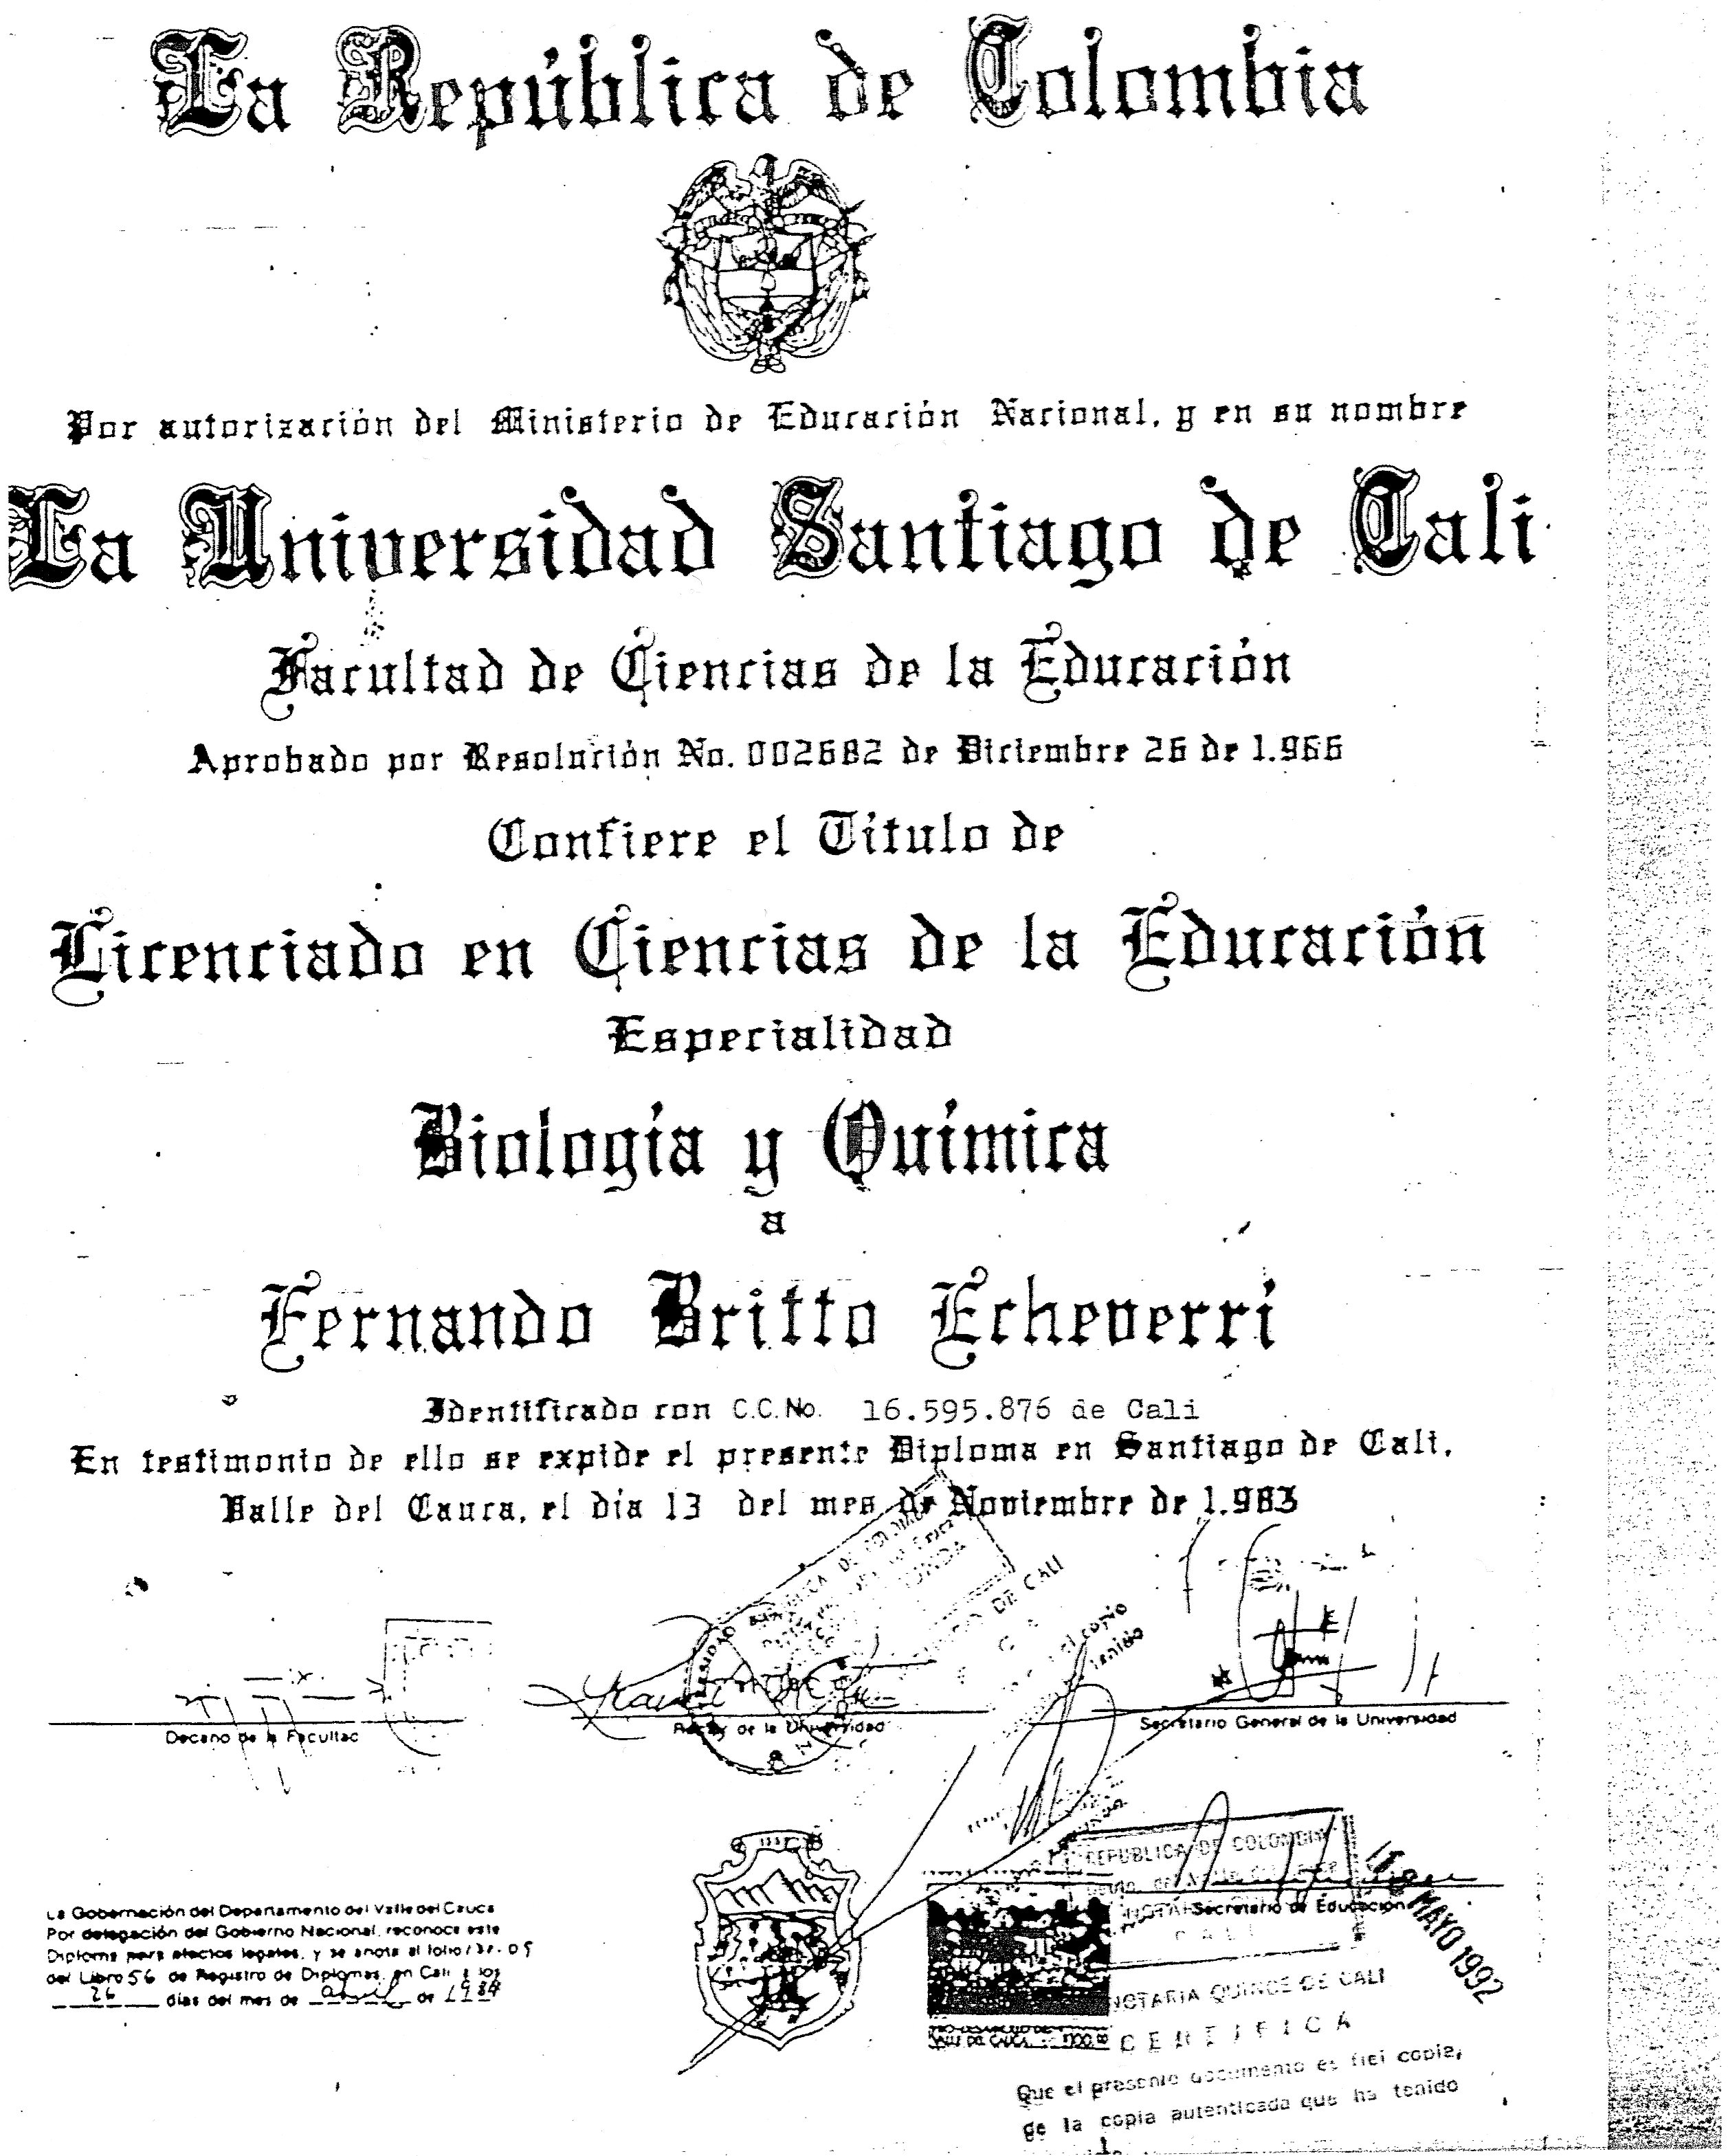 La República de Colombia
Por autorización del Ministerio de Educación Nacional, y en su nombre
La Universidad Santiago de Cali
Facultad de Ciencias de la Educación
Aprobado por Resolución No. 002682 de Diciembre 26 de 1.966
Confiere el Título de
Licenciado en Ciencias de la Educación
Especialidad
Biología y Química
a
Fernando Britto Echeverri
Identificado con C.C.No. 16.595.876 de Cali
En testimonio de ello se expide el presente Diploma en Santiago de Cali,
Valle del Cauca, el día 13 del mes de Noviembre de 1.983
DE CALI
Decano de la Facultad
Rector de la Universidad
Secretario General de la Universidad
REPUBLICA DE COLOMBIA
Secretario de Educación
MAYO 1992
La Gobernación del Departamento del Valle del Cauca
Por delegación del Gobierno Nacional, reconoce este
Diploma para efectos legales, y se anota al folio 05
del Libro 56 de Registro de Diplomas, en Cali a los
26 días del mes de abril de 1984
CALI
NOTARIA QUINCE DE CALI
VALLE DEL CAUCA
CERTIFICA
Que el presente documento es fiel copia,
de la copia autenticada que ha tenido